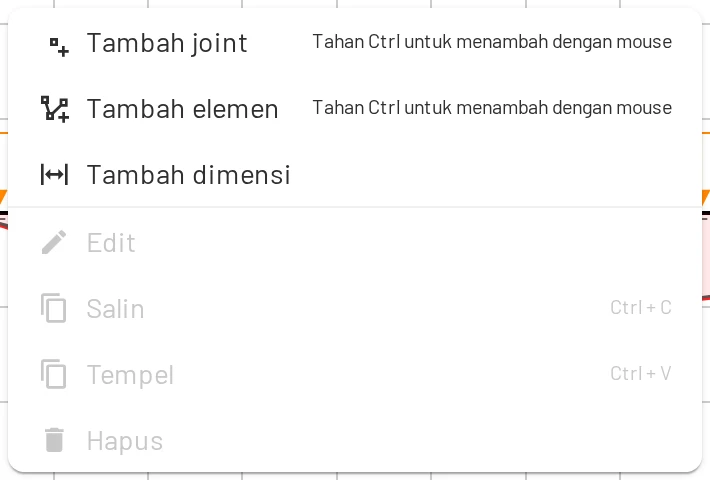 Tambah joint Tahan Ctrl untuk menambah dengan mouse
Tambah elemen Tahan Ctrl untuk menambah dengan mouse
Tambah dimensi
Edit
Salin Ctrl + C
Tempel Ctrl + V
Hapus